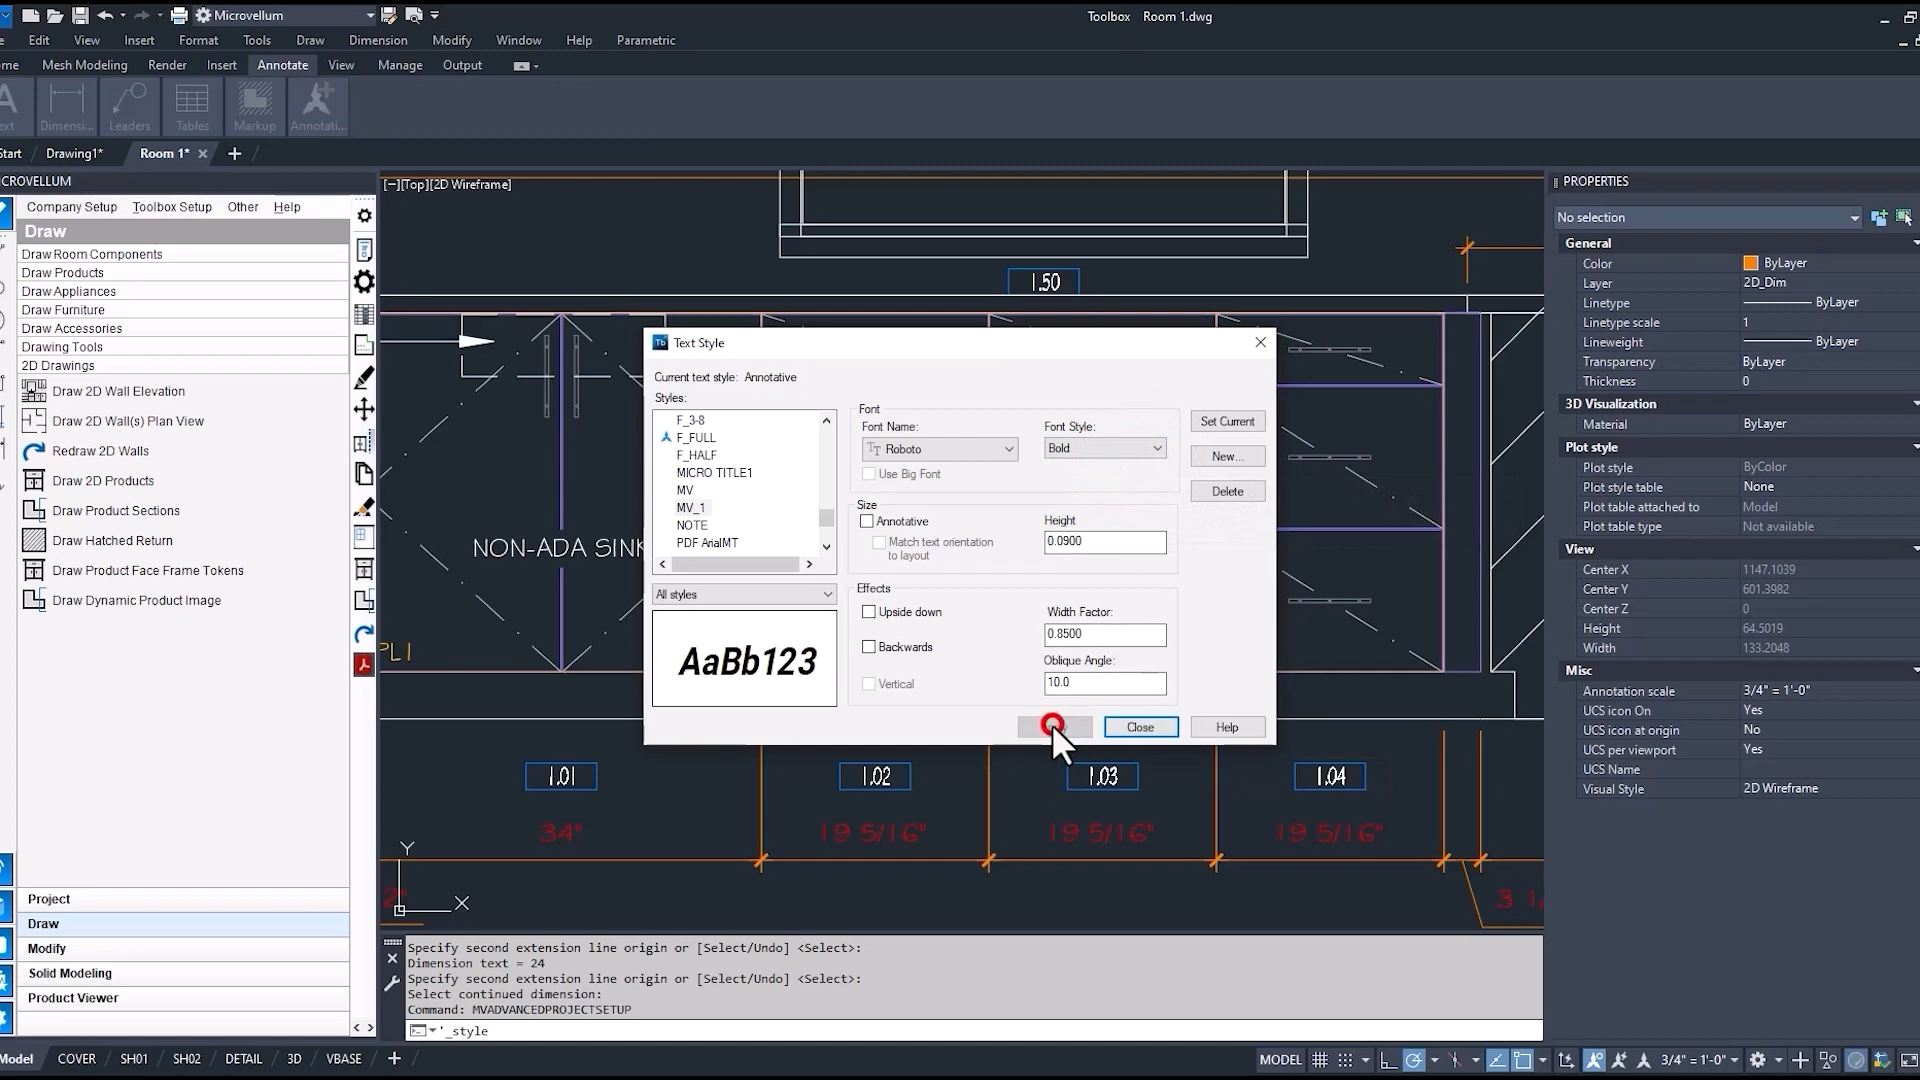 Microvellum
Toolbox Room 1.dwg
Edit View Insert Format Tools Draw Dimension Modify Window Help Parametric
Mesh Modeling Render Insert Annotate View Manage Output
Dimensi... Leaders Tables Markup Annotati...
Start Drawing1* Room 1* +
CROVELLUM
[−][Top][2D Wireframe]
PROPERTIES
Company Setup Toolbox Setup Other Help
Draw
Draw Room Components
Draw Products
Draw Appliances
Draw Furniture
Draw Accessories
Drawing Tools
2D Drawings
Draw 2D Wall Elevation
Draw 2D Wall(s) Plan View
Redraw 2D Walls
Draw 2D Products
Draw Product Sections
Draw Hatched Return
Draw Product Face Frame Tokens
Draw Dynamic Product Image
Project
Draw
Modify
Solid Modeling
Product Viewer
1.50
NON-ADA SINK
PLI
1.01 1.02 1.03 1.04
34" 19 5/16" 19 5/16" 19 5/16"
2"
Y
X
Text Style
Current text style: Annotative
Styles:
F_3-8
F_FULL
F_HALF
MICRO TITLE1
MV
MV_1
NOTE
PDF ArialMT
All styles
AaBb123
Font
Font Name:
Roboto
Use Big Font
Font Style:
Bold
Size
Annotative
Match text orientation
to layout
Height
0.0900
Effects
Upside down
Backwards
Vertical
Width Factor:
0.8500
Oblique Angle:
10.0
Set Current
New...
Delete
Close
Help
No selection
General
Color ByLayer
Layer 2D_Dim
Linetype ByLayer
Linetype scale 1
Lineweight ByLayer
Transparency ByLayer
Thickness 0
3D Visualization
Material ByLayer
Plot style
Plot style ByColor
Plot style table None
Plot table attached to Model
Plot table type Not available
View
Center X 1147.1039
Center Y 601.3982
Center Z 0
Height 64.5019
Width 133.2048
Misc
Annotation scale 3/4" = 1'-0"
UCS icon On Yes
UCS icon at origin No
UCS per viewport Yes
UCS Name
Visual Style 2D Wireframe
Specify second extension line origin or [Select/Undo] <Select>:
Dimension text = 24
Specify second extension line origin or [Select/Undo] <Select>:
Select continued dimension:
Command: MVADVANCEDPROJECTSETUP
'_style
Model COVER SH01 SH02 DETAIL 3D VBASE +
MODEL 3/4" = 1'-0"